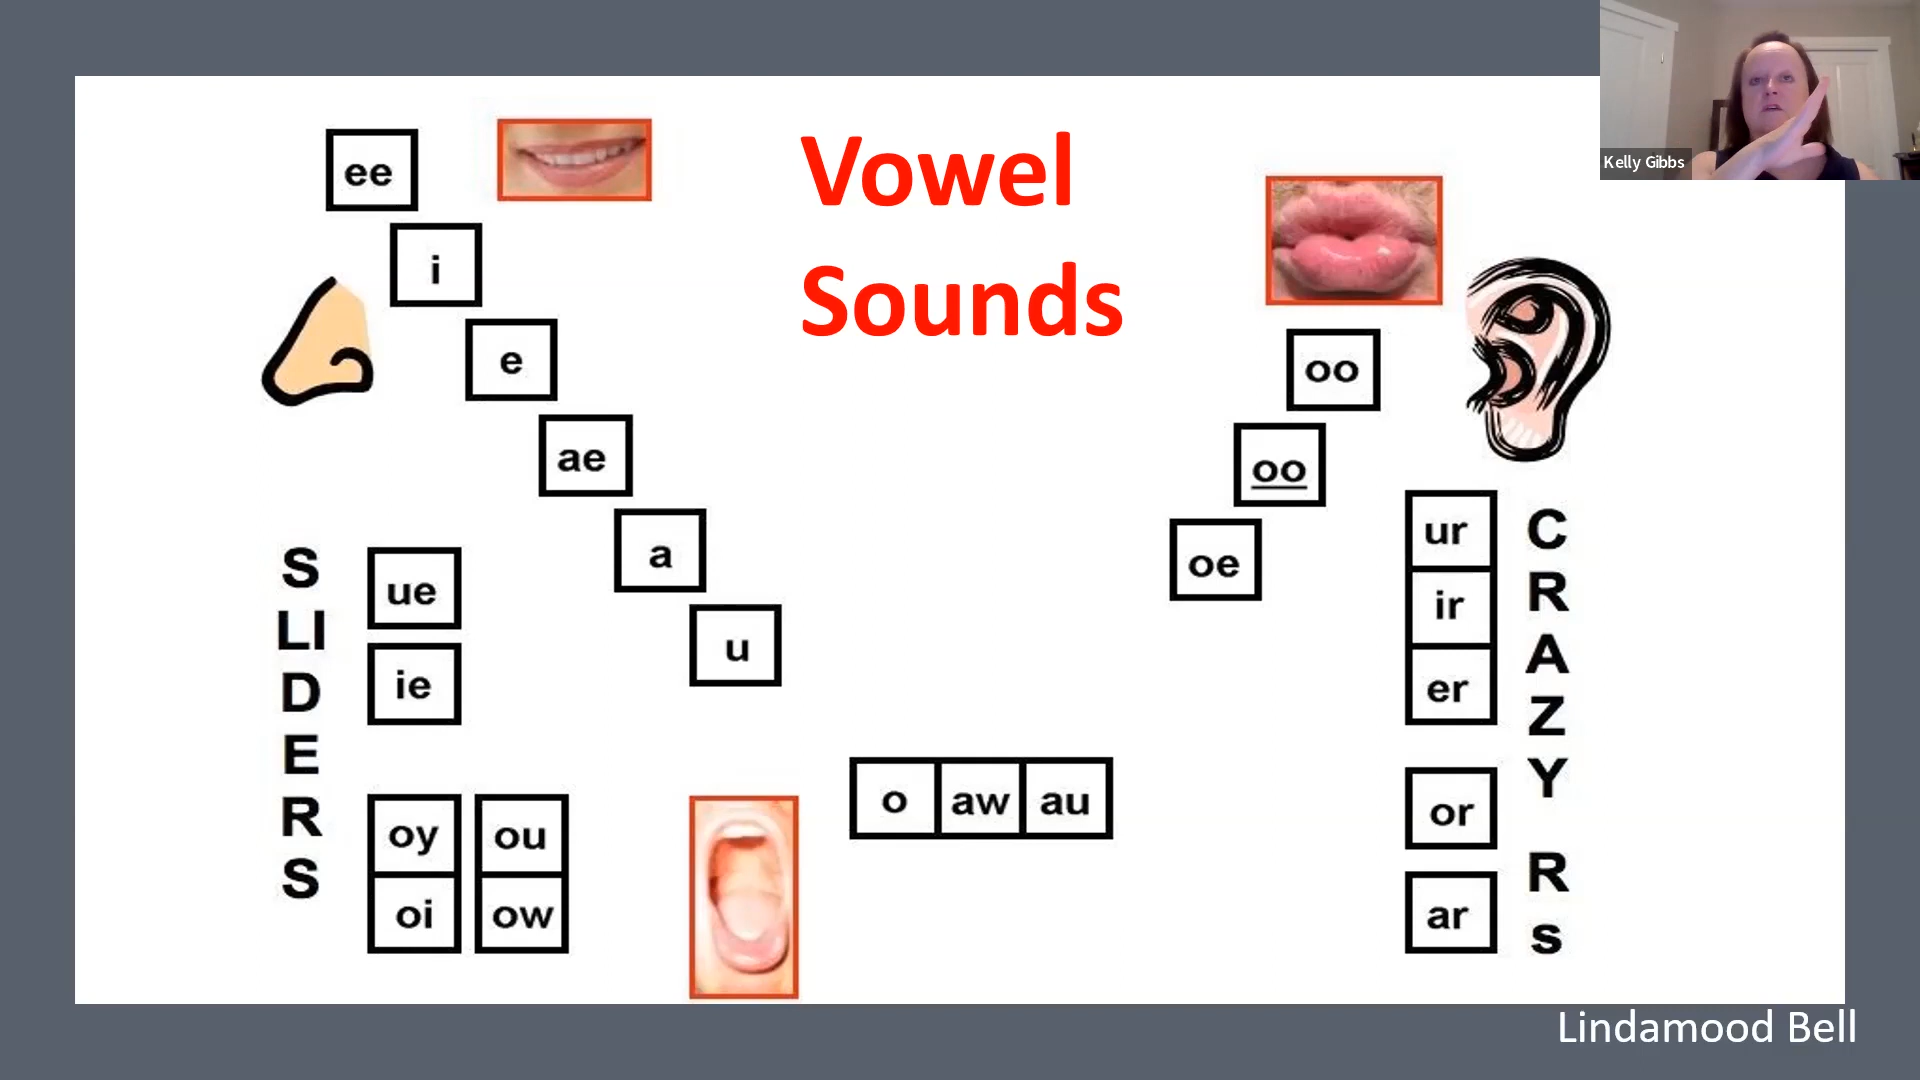 Kelly Gibbs
Vowel
Sounds
ee
i
e
ae
a
u
o aw au
oe
oo
oo
SLIDERS
ue
ie
oy ou
oi ow
ur
ir
er
or
ar
CRAZY Rs
Lindamood Bell